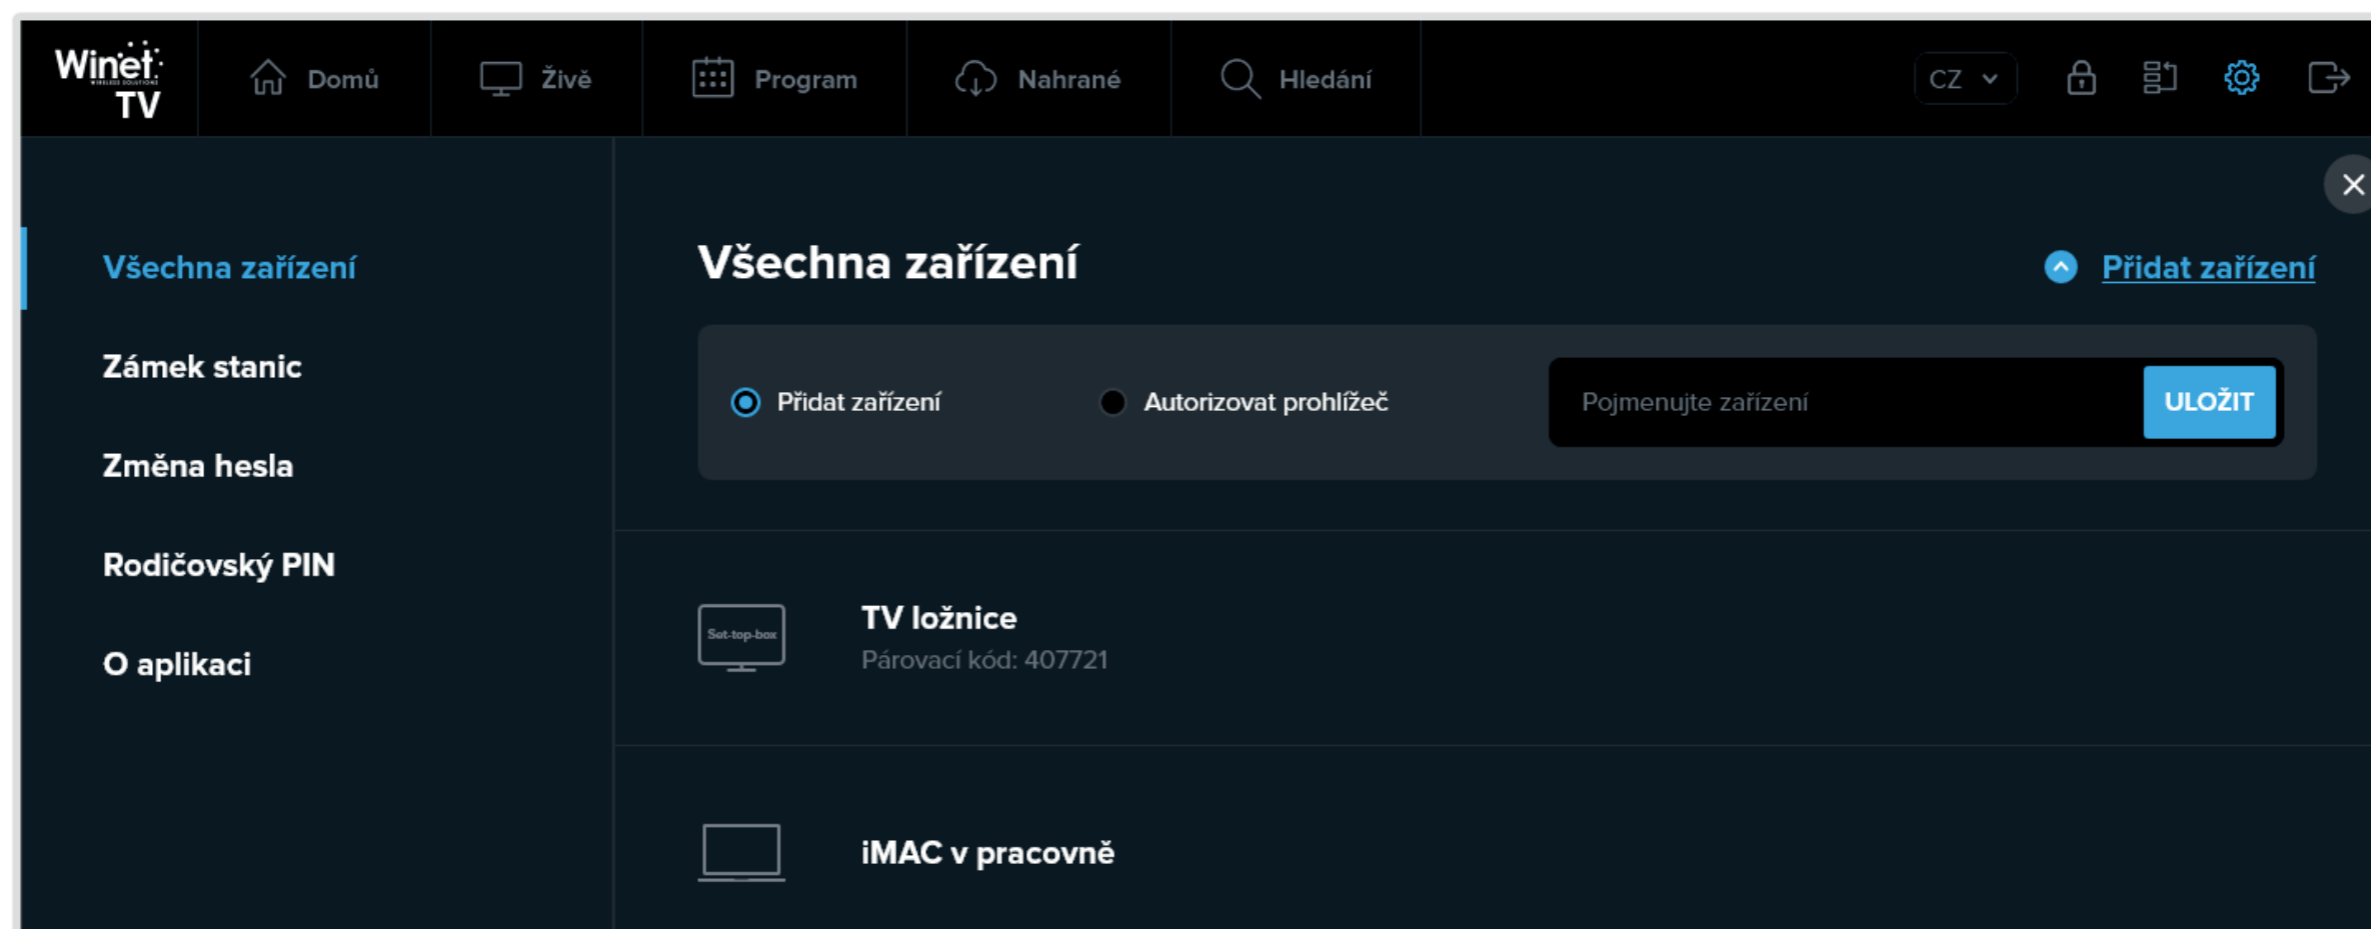 Winet
WIRELESS SOLUTIONS
TV
Domů
Živě
Program
Nahrané
Hledání
CZ
Všechna zařízení
Zámek stanic
Změna hesla
Rodičovský PIN
O aplikaci
Všechna zařízení
Přidat zařízení
Přidat zařízení
Autorizovat prohlížeč
Pojmenujte zařízení
ULOŽIT
Set-top-box
TV ložnice
Párovací kód: 407721
iMAC v pracovně